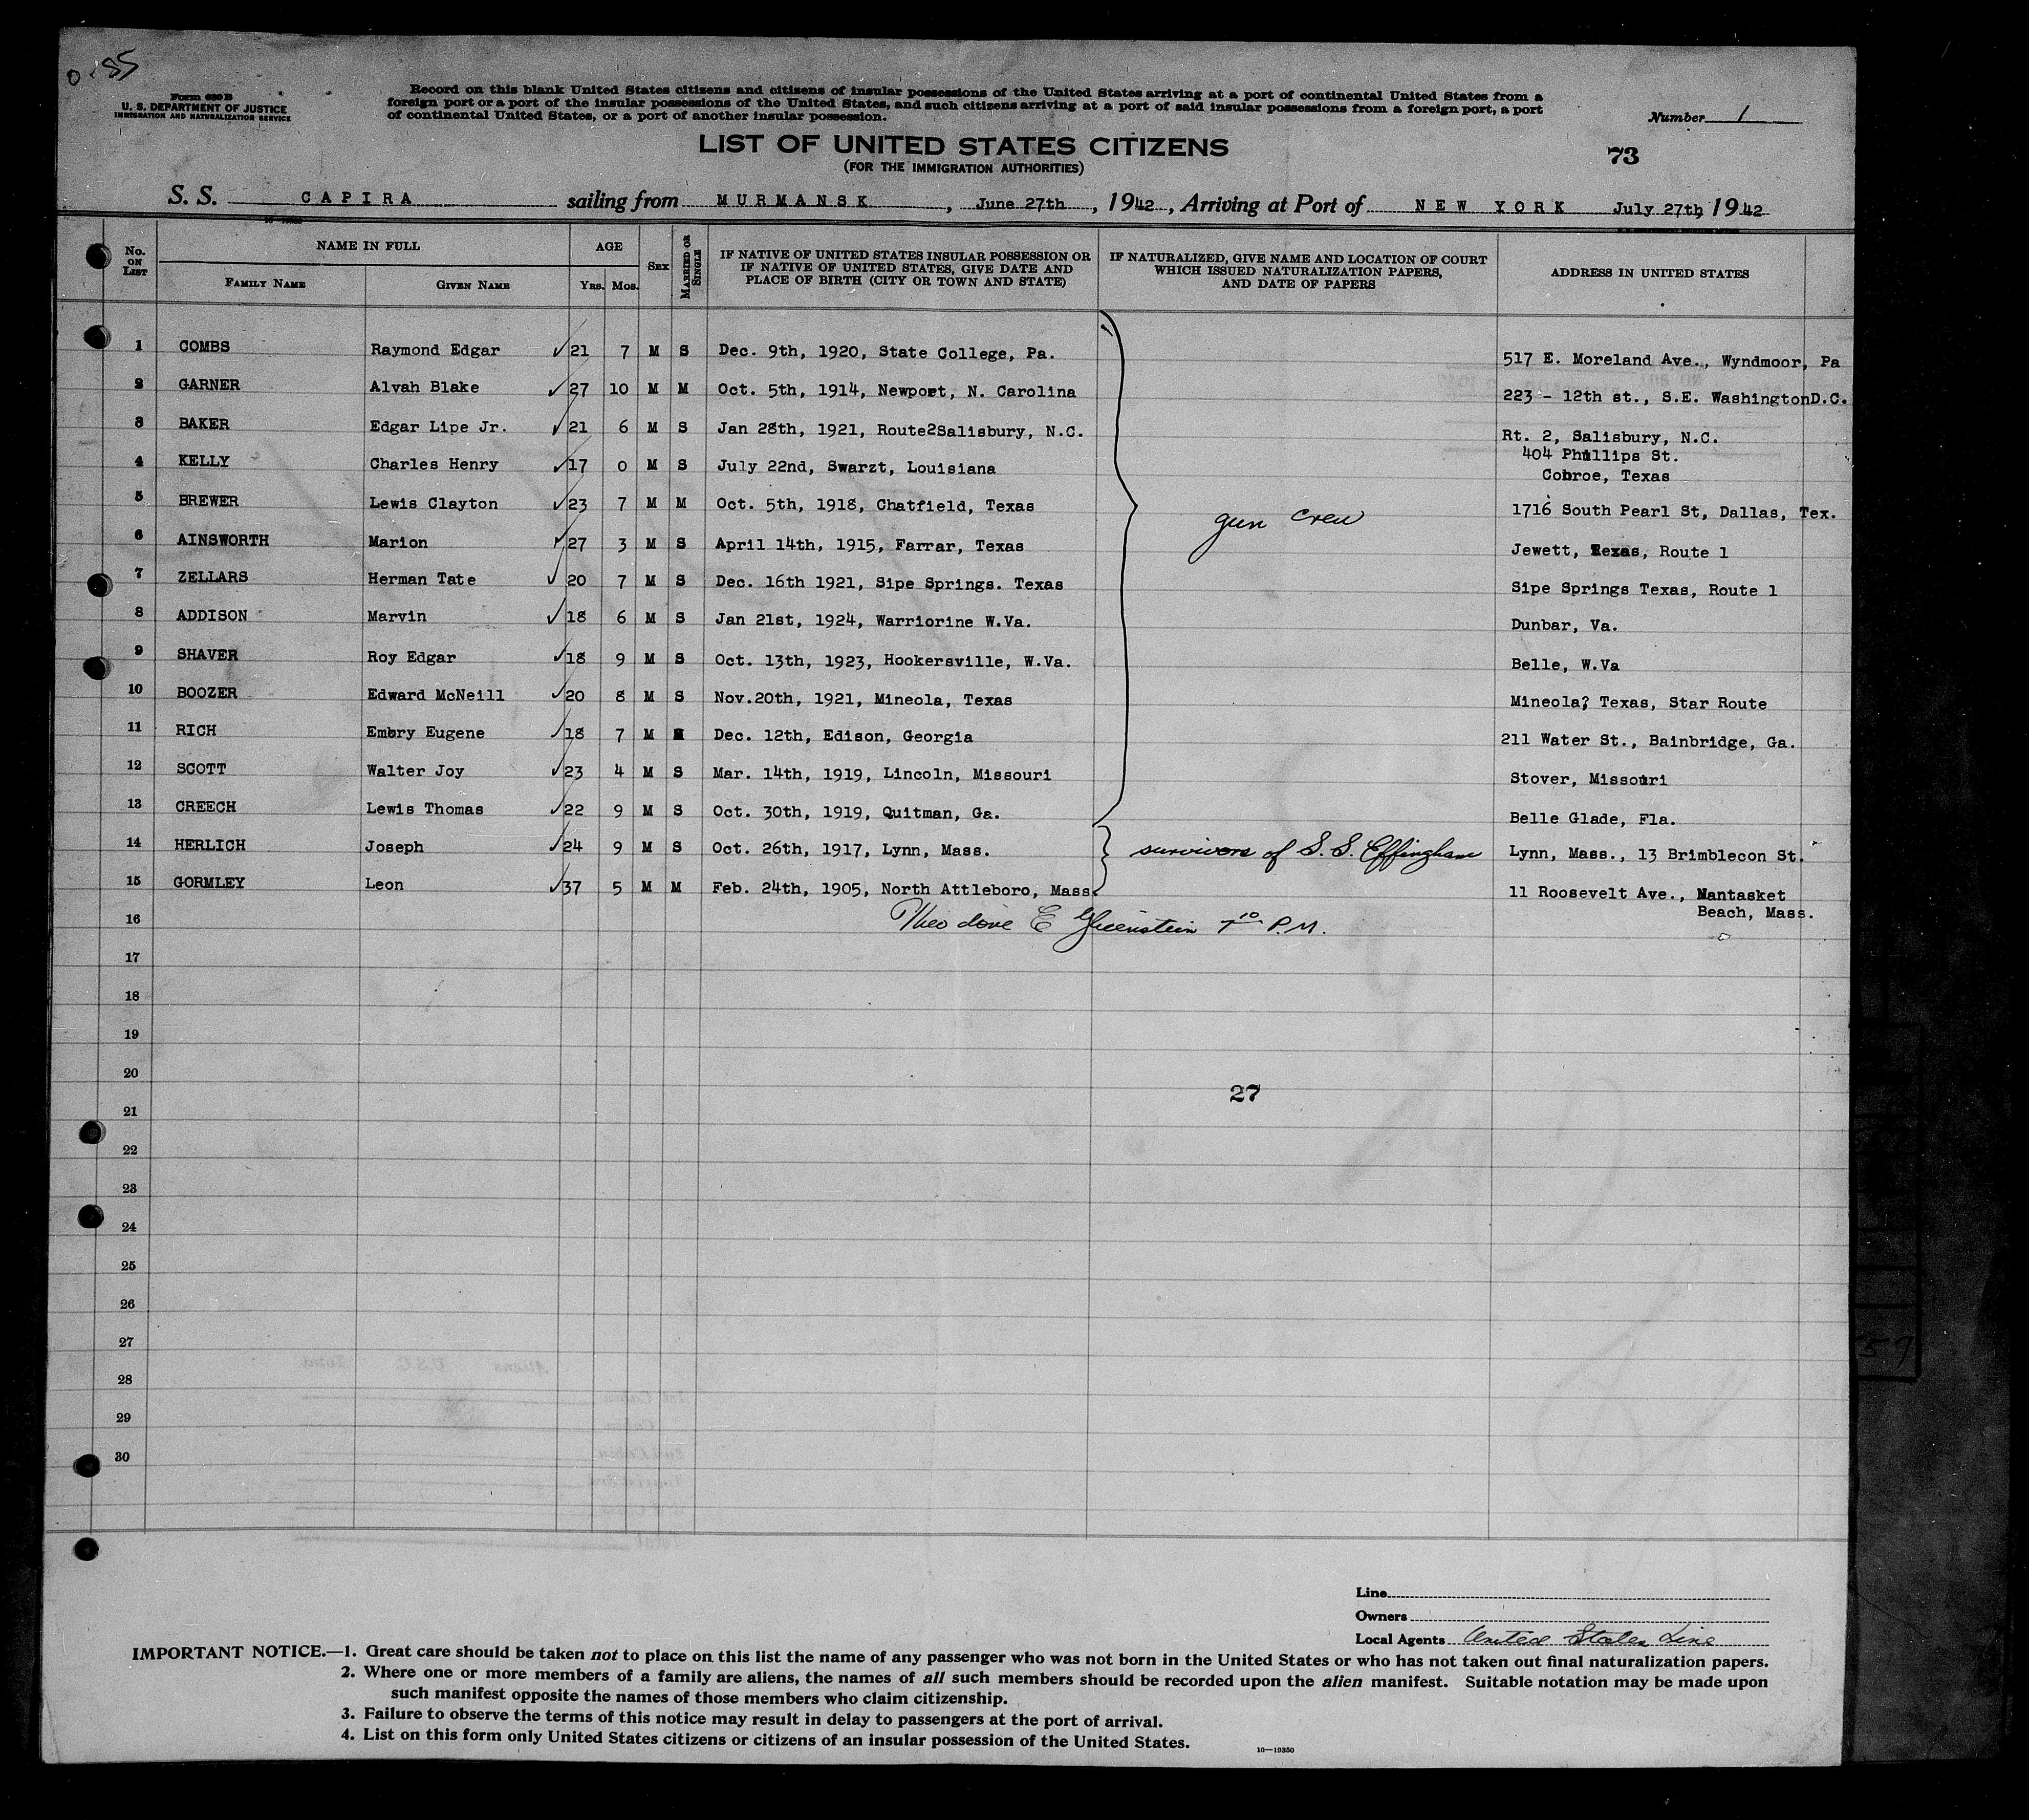 0-55
Form 630 B
U. S. DEPARTMENT OF JUSTICE
IMMIGRATION AND NATURALIZATION SERVICE
Record on this blank United States citizens and citizens of insular possessions of the United States arriving at a port of continental United States from a
foreign port or a port of the insular possessions of the United States, and such citizens arriving at a port of said insular possessions from a foreign port, a port
of continental United States, or a port of another insular possession.
Number 1
LIST OF UNITED STATES CITIZENS
(FOR THE IMMIGRATION AUTHORITIES)
73
S. S. CAPIRA sailing from MURMANSK, June 27th, 1942, Arriving at Port of NEW YORK July 27th, 1942
No. ON LIST
NAME IN FULL
FAMILY NAME
GIVEN NAME
AGE
YRS. MOS.
SEX
MARRIED OR SINGLE
IF NATIVE OF UNITED STATES INSULAR POSSESSION OR
IF NATIVE OF UNITED STATES, GIVE DATE AND
PLACE OF BIRTH (CITY OR TOWN AND STATE)
IF NATURALIZED, GIVE NAME AND LOCATION OF COURT
WHICH ISSUED NATURALIZATION PAPERS,
AND DATE OF PAPERS
ADDRESS IN UNITED STATES
1 COMBS Raymond Edgar ✓ 21 7 M S Dec. 9th, 1920, State College, Pa. 517 E. Moreland Ave., Wyndmoor, Pa
2 GARNER Alvah Blake ✓ 27 10 M M Oct. 5th, 1914, Newport, N. Carolina 223 - 12th st., S.E. WashingtonD.C.
3 BAKER Edgar Lipe Jr. ✓ 21 6 M S Jan 28th, 1921, Route2Salisbury, N.C. Rt. 2, Salisbury, N.C.
4 KELLY Charles Henry ✓ 17 0 M S July 22nd, Swarzt, Louisiana 404 Phillips St.
Conroe, Texas
5 BREWER Lewis Clayton ✓ 23 7 M M Oct. 5th, 1918, Chatfield, Texas 1716 South Pearl St, Dallas, Tex.
gun crew
6 AINSWORTH Marion ✓ 27 3 M S April 14th, 1915, Farrar, Texas Jewett, Texas, Route 1
7 ZELLARS Herman Tate ✓ 20 7 M S Dec. 16th 1921, Sipe Springs. Texas Sipe Springs Texas, Route 1
8 ADDISON Marvin ✓ 18 6 M S Jan 21st, 1924, Warriorine W.Va. Dunbar, Va.
9 SHAVER Roy Edgar ✓ 18 9 M S Oct. 13th, 1923, Hookersville, W.Va. Belle, W.Va
10 BOOZER Edward McNeill ✓ 20 8 M S Nov.20th, 1921, Mineola, Texas Mineola? Texas, Star Route
11 RICH Embry Eugene ✓ 18 7 M Dec. 12th, Edison, Georgia 211 Water St., Bainbridge, Ga.
12 SCOTT Walter Joy ✓ 23 4 M S Mar. 14th, 1919, Lincoln, Missouri Stover, Missouri
13 CREECH Lewis Thomas ✓ 22 9 M S Oct. 30th, 1919, Quitman, Ga. Belle Glade, Fla.
14 HERLICH Joseph ✓ 24 9 M S Oct. 26th, 1917, Lynn, Mass. survivors of S.S. Effingham Lynn, Mass., 13 Brimblecon St.
15 GORMLEY Leon ✓ 37 5 M M Feb. 24th, 1905, North Attleboro, Mass. 11 Roosevelt Ave., Nantasket
Beach, Mass.
16 Theodore E 7 10 P.M.
17
18
19
20
27
21
22
23
24
25
26
27
28
29
30
Line
Owners
Local Agents United States Line
IMPORTANT NOTICE.—1. Great care should be taken not to place on this list the name of any passenger who was not born in the United States or who has not taken out final naturalization papers.
2. Where one or more members of a family are aliens, the names of all such members should be recorded upon the alien manifest. Suitable notation may be made upon
such manifest opposite the names of those members who claim citizenship.
3. Failure to observe the terms of this notice may result in delay to passengers at the port of arrival.
4. List on this form only United States citizens or citizens of an insular possession of the United States.
10—19350